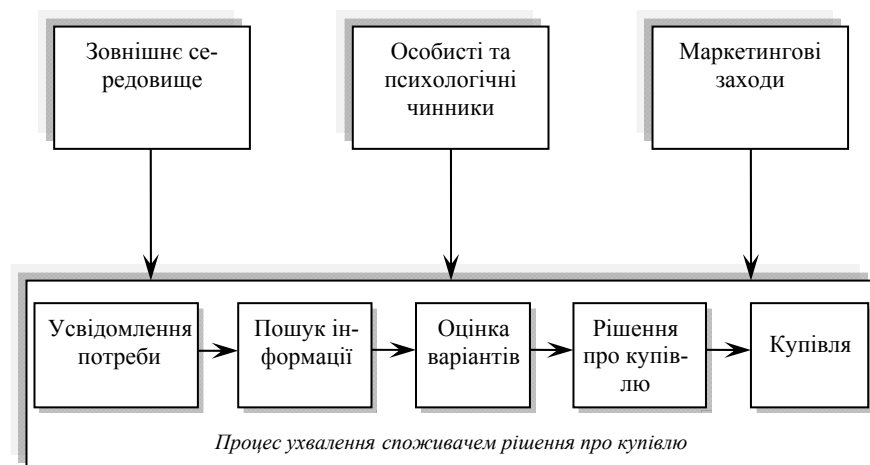 Зовнішнє се-
редовище
Особисті та
психологічні
чинники
Маркетингові
заходи
Усвідомлення
потреби
Пошук ін-
формації
Оцінка
варіантів
Рішення
про купів-
лю
Купівля
Процес ухвалення споживачем рішення про купівлю